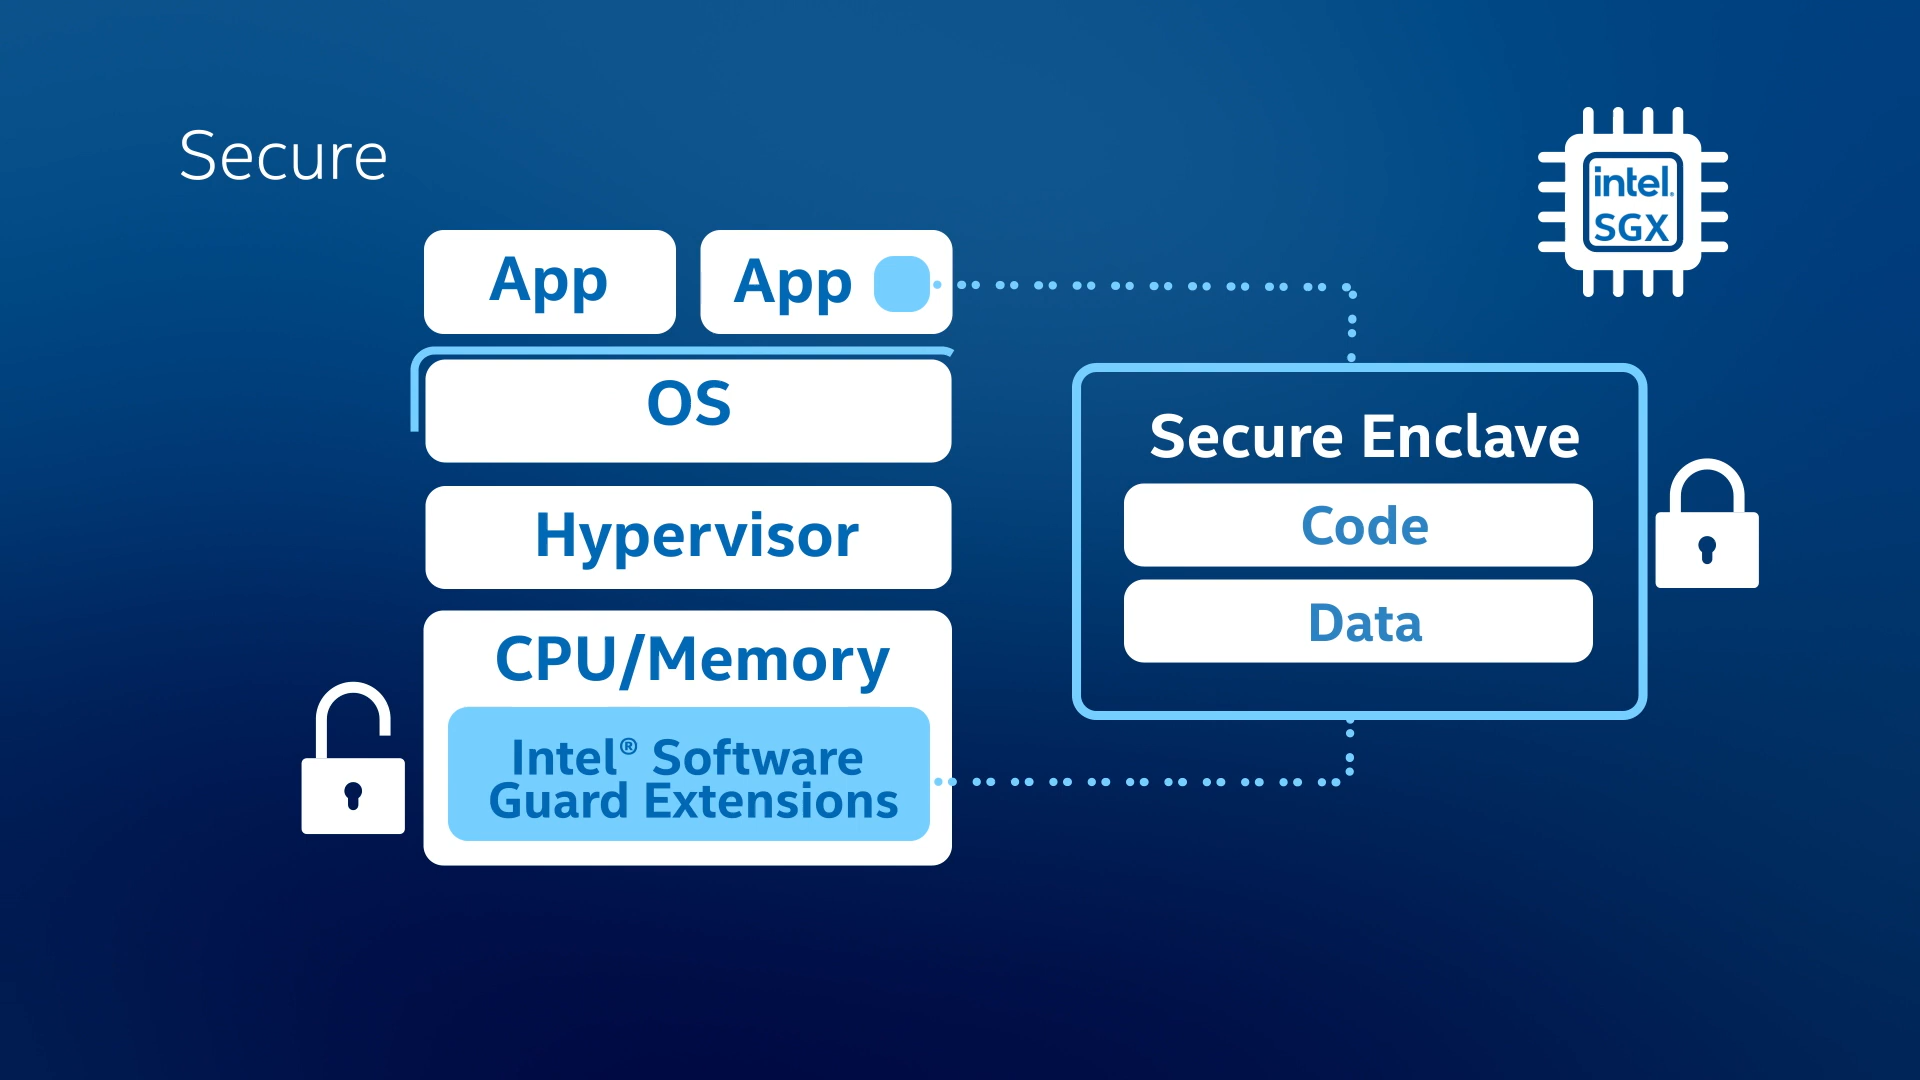 Secure
intel.
SGX
App
App
OS
Hypervisor
CPU/Memory
Intel® Software
Guard Extensions
Secure Enclave
Code
Data